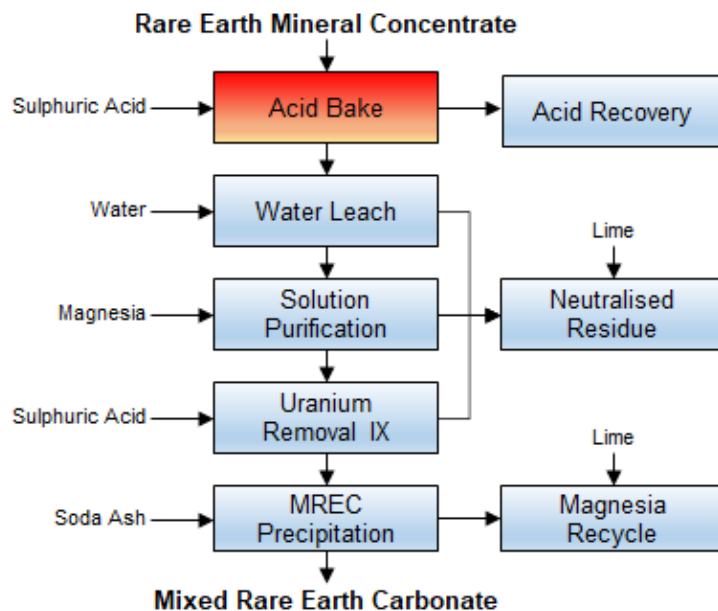 Rare Earth Mineral Concentrate
Sulphuric Acid
Acid Bake
Acid Recovery
Water
Water Leach
Lime
Magnesia
Solution
Purification
Neutralised
Residue
Sulphuric Acid
Uranium
Removal IX
Lime
Soda Ash
MREC
Precipitation
Magnesia
Recycle
Mixed Rare Earth Carbonate